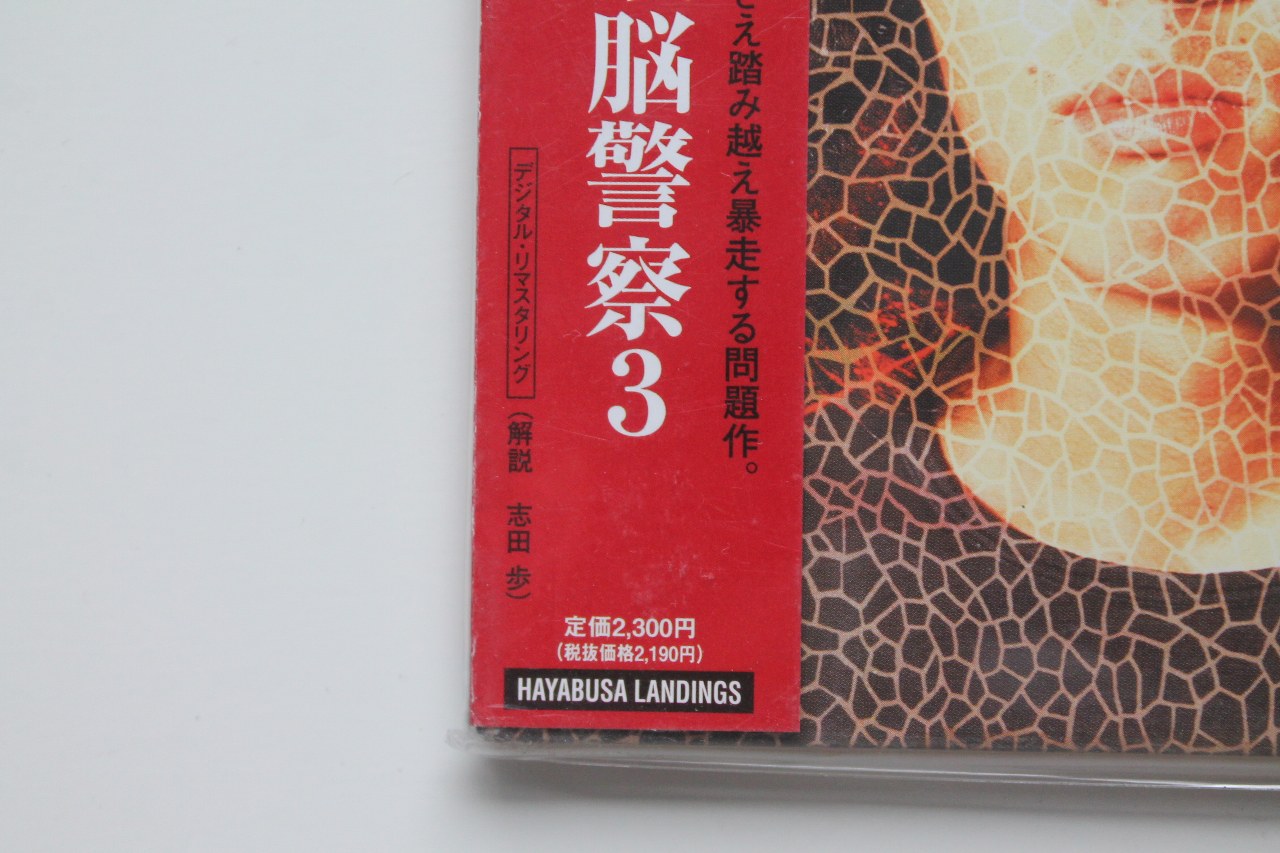 え踏み越え暴走する問題作。
脳警察3
デジタル・リマスタリング
(解説 志田 歩)
定価2,300円
(税抜価格2,190円)
HAYABUSA LANDINGS